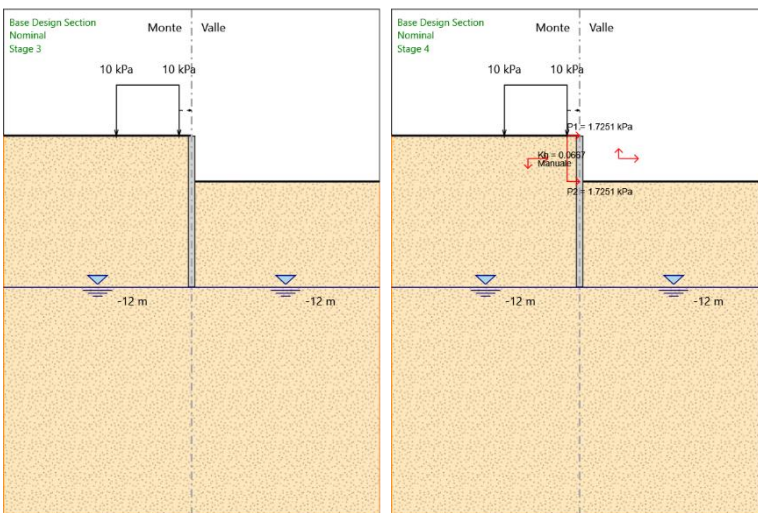 Base Design Section
Nominal
Stage 3
Monte Valle
10 kPa 10 kPa
-12 m -12 m
Base Design Section
Nominal
Stage 4
Monte Valle
10 kPa 10 kPa
P1 = 1.7251 kPa
Kh = 0.0667
Manuale
P2 = 1.7251 kPa
-12 m -12 m